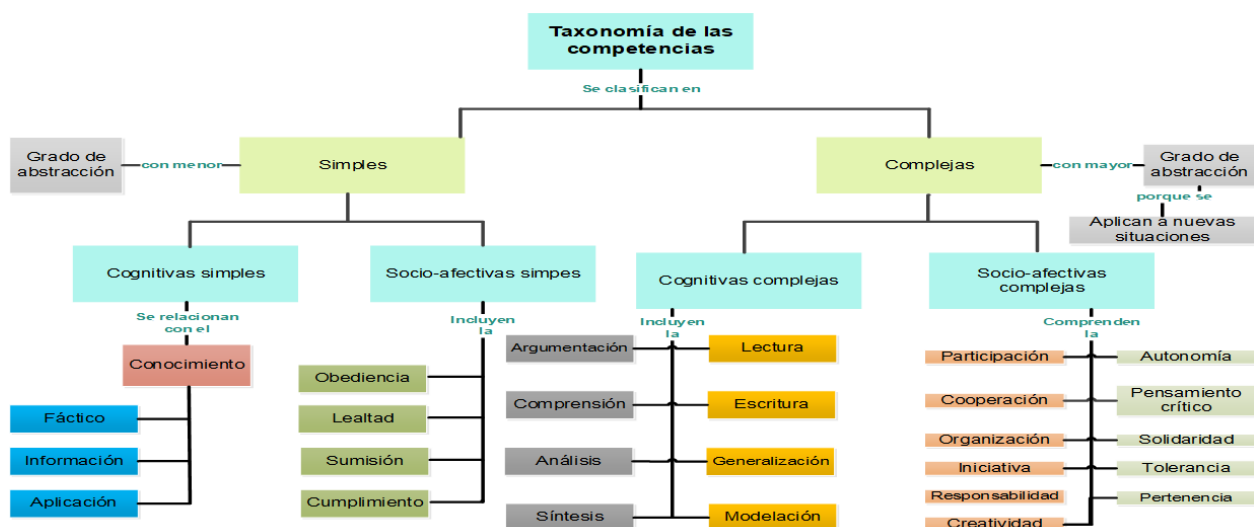 Taxonomía de las
competencias
Se clasifican en
Grado de
abstracción
con menor
Simples
Complejas
con mayor
Grado de
abstracción
porque se
Aplican a nuevas
situaciones
Cognitivas simples
Socio-afectivas simpes
Cognitivas complejas
Socio-afectivas
complejas
Se relacionan
con el
Incluyen
la
Incluyen
la
Comprenden
la
Conocimiento
Fáctico
Información
Aplicación
Obediencia
Lealtad
Sumisión
Cumplimiento
Argumentación
Lectura
Comprensión
Escritura
Análisis
Generalización
Síntesis
Modelación
Participación
Autonomía
Cooperación
Pensamiento
crítico
Organización
Solidaridad
Iniciativa
Tolerancia
Responsabilidad
Pertenencia
Creatividad